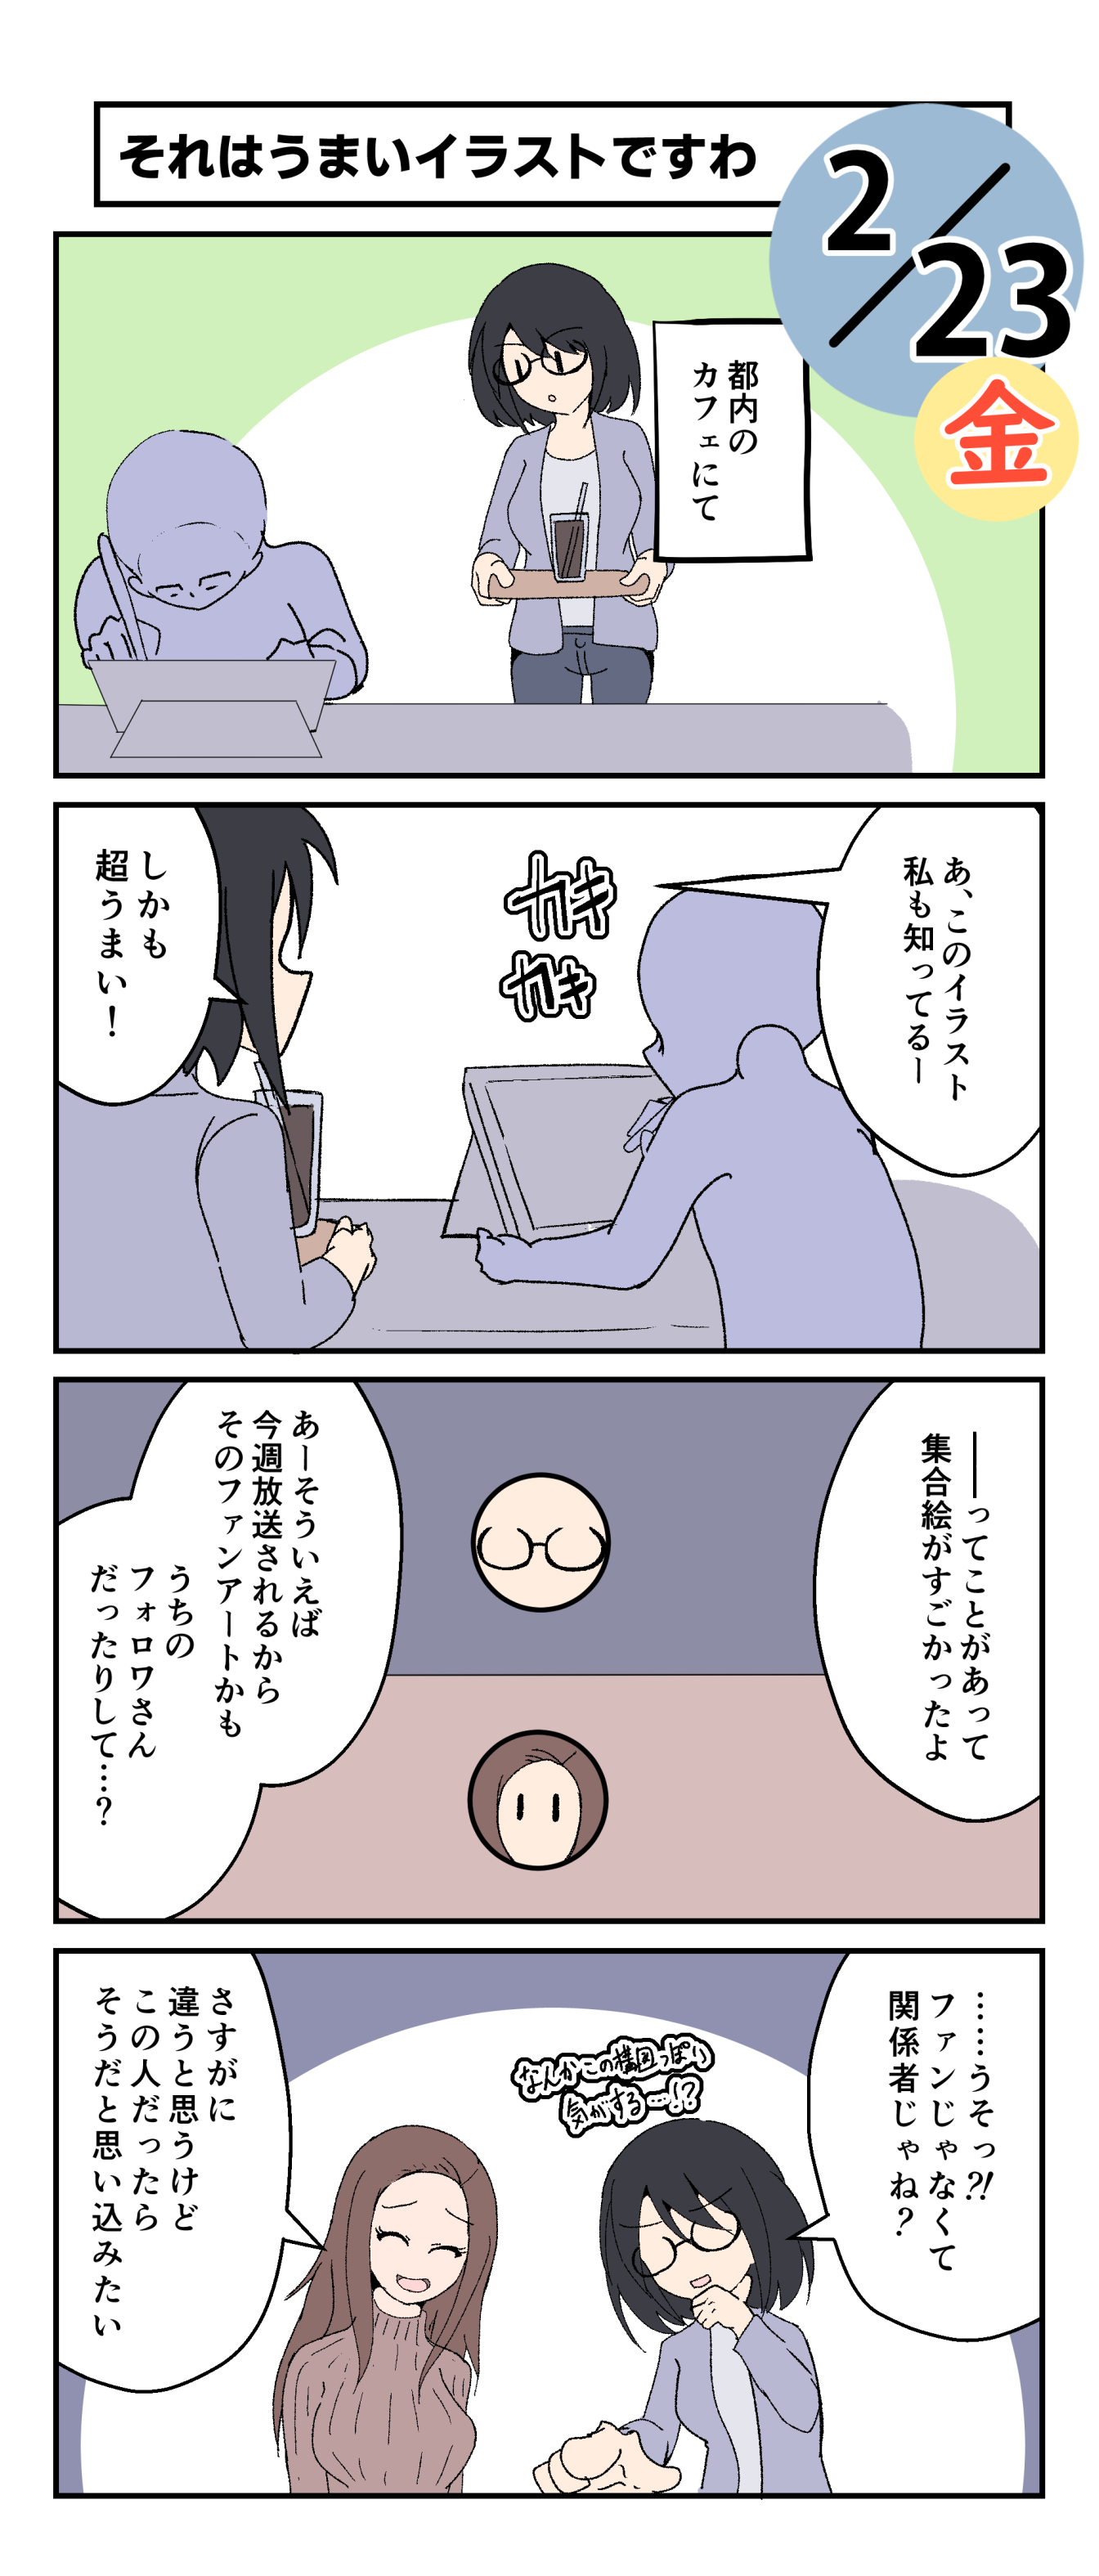 それはうまいイラストですわ
2/23
金
都内の
カフェにて
あ、このイラスト
私も知ってるー
カキ
カキ
しかも
超うまい！
――ってことがあって
集合絵がすごかったよ
あーそういえば
今週放送されるから
そのファンアートかも
うちの
フォロワさん
だったりして…？
……うそっ?!
ファンじゃなくて
関係者じゃね？
なんかこの構図っぽい
気がする…!?
さすがに
違うと思うけど
この人だったら
そうだと思い込みたい